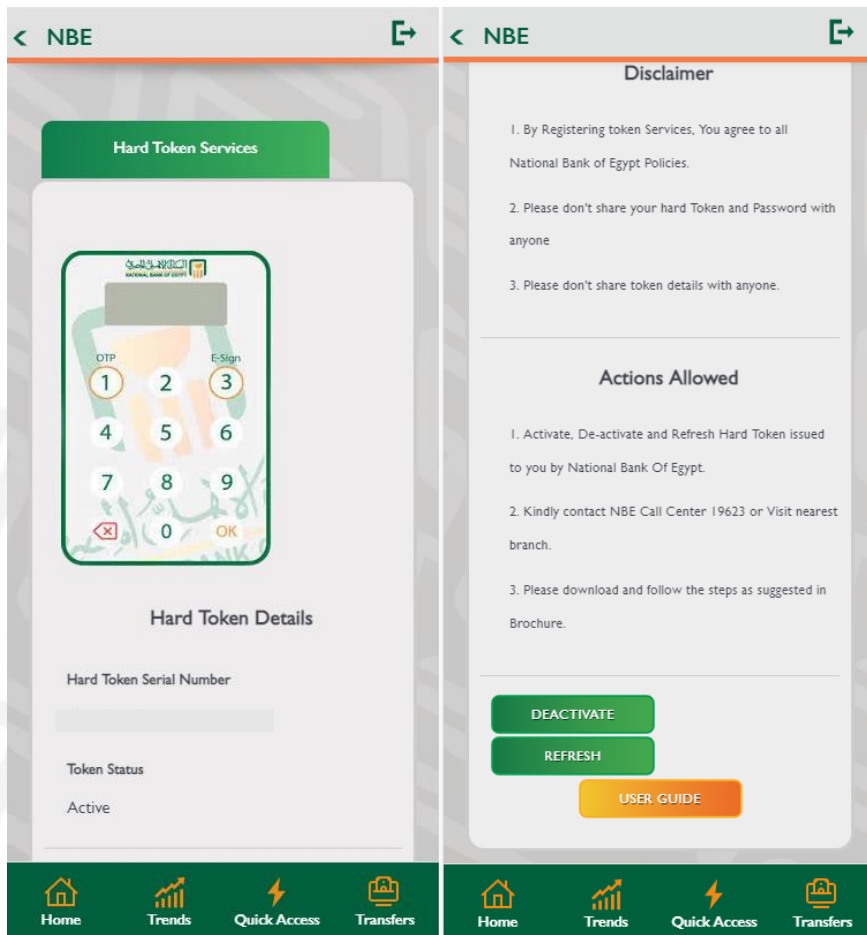 NBE
Hard Token Services
البنك الأهلي المصري
NATIONAL BANK OF EGYPT
OTP
E-Sign
1 2 3
4 5 6
7 8 9
0 OK
Hard Token Details
Hard Token Serial Number
Token Status
Active
Home Trends Quick Access Transfers
NBE
Disclaimer
1. By Registering token Services, You agree to all
National Bank of Egypt Policies.
2. Please don't share your hard Token and Password with
anyone
3. Please don't share token details with anyone.
Actions Allowed
1. Activate, De-activate and Refresh Hard Token issued
to you by National Bank Of Egypt.
2. Kindly contact NBE Call Center 19623 or Visit nearest
branch.
3. Please download and follow the steps as suggested in
Brochure.
DEACTIVATE
REFRESH
USER GUIDE
Home Trends Quick Access Transfers